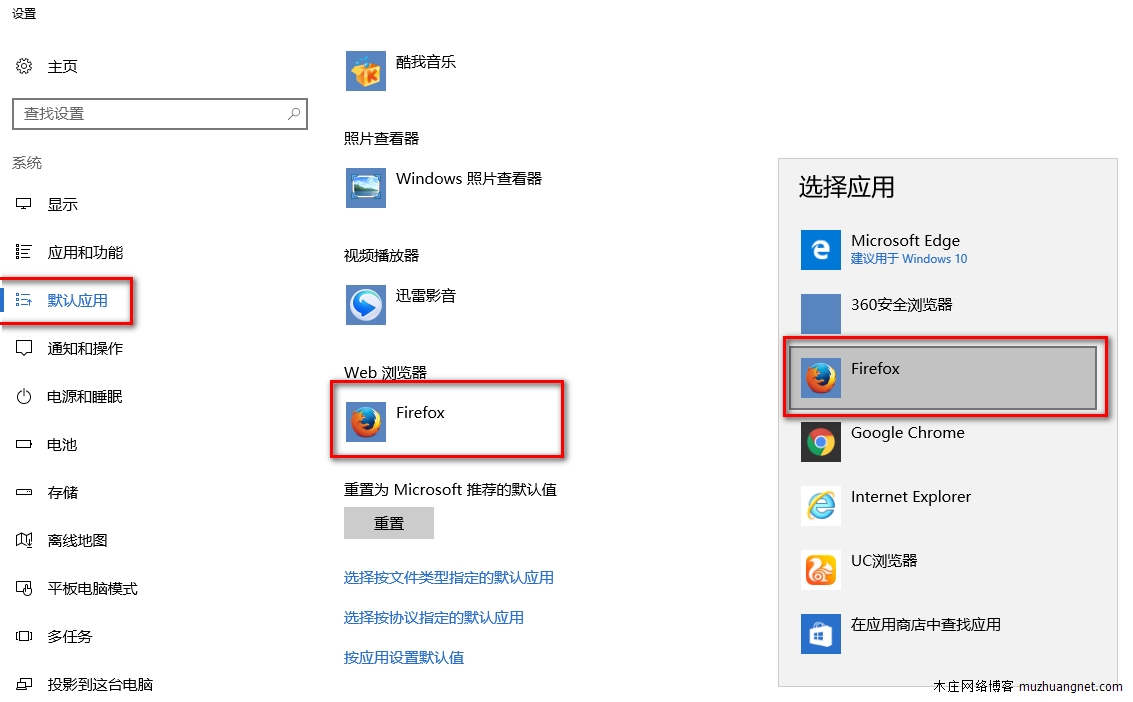 设置
主页
查找设置
系统
显示
应用和功能
默认应用
通知和操作
电源和睡眠
电池
存储
离线地图
平板电脑模式
多任务
投影到这台电脑
酷我音乐
照片查看器
Windows 照片查看器
视频播放器
迅雷影音
Web 浏览器
Firefox
重置为 Microsoft 推荐的默认值
重置
选择按文件类型指定的默认应用
选择按协议指定的默认应用
按应用设置默认值
选择应用
Microsoft Edge
建议用于 Windows 10
360安全浏览器
Firefox
Google Chrome
Internet Explorer
UC浏览器
在应用商店中查找应用
木庄网络博客 muzhuangnet.com